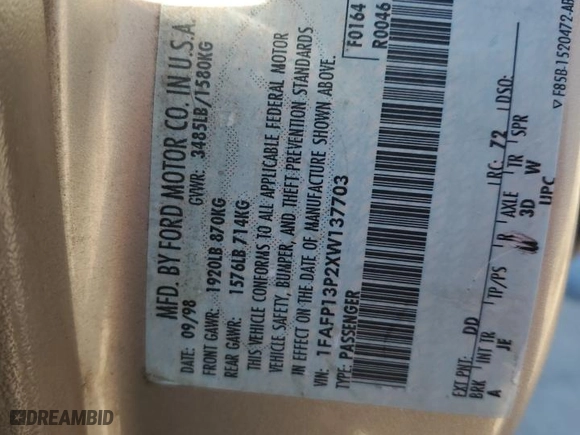 MFD. BY FORD MOTOR CO. IN U.S.A.
DATE: 09/98 GVWR: 3485LB/1580KG
FRONT GAWR: 1920LB 870KG
REAR GAWR: 1576LB 714KG
THIS VEHICLE CONFORMS TO ALL APPLICABLE FEDERAL MOTOR
VEHICLE SAFETY, BUMPER, AND THEFT PREVENTION STANDARDS
IN EFFECT ON THE DATE OF MANUFACTURE SHOWN ABOVE.
VIN: 1FAFP13P2XW137703
TYPE: PASSENGER
F0164
R0046
EXT PNT: DD RC: 72 DSO:
BRK INT TR TP/PS R AXLE TR SPR
A JE 3D W
UPC
▽ F85B-1520472-AB
DREAMBID